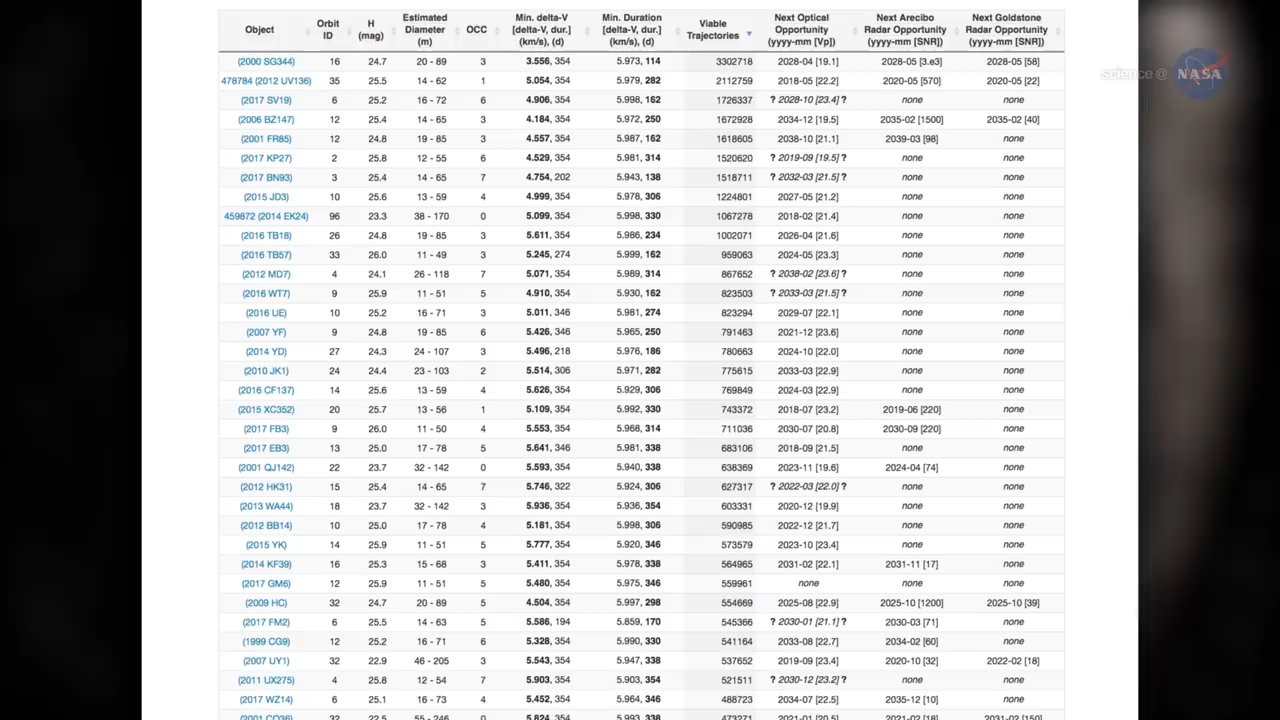 science @ NASA
Object Orbit ID H (mag) Estimated Diameter (m) OCC Min. delta-V [delta-V, dur.] (km/s), (d) Min. Duration [delta-V, dur.] (km/s), (d) Viable Trajectories Next Optical Opportunity (yyyy-mm [Vp]) Next Arecibo Radar Opportunity (yyyy-mm [SNR]) Next Goldstone Radar Opportunity (yyyy-mm [SNR])
(2000 SG344) 16 24.7 20 - 89 3 3.556, 354 5.973, 114 3302718 2028-04 [19.1] 2028-05 [3.e3] 2028-05 [58]
478784 (2012 UV136) 35 25.5 14 - 62 1 5.054, 354 5.979, 282 2112759 2018-05 [22.2] 2020-05 [570] 2020-05 [22]
(2017 SV19) 6 25.2 16 - 72 6 4.906, 354 5.998, 162 1726337 ? 2028-10 [23.4] ? none none
(2006 BZ147) 12 25.4 14 - 65 3 4.184, 354 5.972, 250 1672928 2034-12 [19.5] 2035-02 [1500] 2035-02 [40]
(2001 FR85) 12 24.8 19 - 85 3 4.557, 354 5.987, 162 1618605 2038-10 [21.1] 2039-03 [98] none
(2017 KP27) 2 25.8 12 - 55 6 4.529, 354 5.981, 314 1520620 ? 2019-09 [19.5] ? none none
(2017 BN93) 3 25.4 14 - 65 7 4.754, 202 5.943, 138 1518711 ? 2032-03 [21.5] ? none none
(2015 JD3) 10 25.6 13 - 59 4 4.999, 354 5.978, 306 1224801 2027-05 [21.2] none none
459872 (2014 EK24) 96 23.3 38 - 170 0 5.099, 354 5.998, 330 1067278 2018-02 [21.4] none none
(2016 TB18) 26 24.8 19 - 85 3 5.611, 354 5.986, 234 1002071 2026-04 [21.6] none none
(2016 TB57) 33 26.0 11 - 49 3 5.245, 274 5.999, 162 959063 2024-05 [23.3] none none
(2012 MD7) 4 24.1 26 - 118 7 5.071, 354 5.989, 314 867652 ? 2038-02 [23.6] ? none none
(2016 WT7) 9 25.9 11 - 51 5 4.910, 354 5.930, 162 823503 ? 2033-03 [21.5] ? none none
(2016 UE) 10 25.2 16 - 71 3 5.011, 346 5.981, 274 823294 2029-07 [22.1] none none
(2007 YF) 9 24.8 19 - 85 6 5.426, 346 5.965, 250 791463 2021-12 [23.6] none none
(2014 YD) 27 24.3 24 - 107 3 5.496, 218 5.976, 186 780663 2024-10 [22.0] none none
(2010 JK1) 24 24.4 23 - 103 2 5.514, 306 5.971, 282 775615 2033-03 [22.9] none none
(2016 CF137) 14 25.6 13 - 59 4 5.626, 354 5.929, 306 769849 2024-03 [22.9] none none
(2015 XC352) 20 25.7 13 - 56 1 5.109, 354 5.992, 330 743372 2018-07 [23.2] 2019-06 [220] none
(2017 FB3) 9 26.0 11 - 50 4 5.553, 354 5.968, 314 711036 2030-07 [20.8] 2030-09 [220] none
(2017 EB3) 13 25.0 17 - 78 5 5.641, 346 5.981, 338 683106 2018-09 [21.5] none none
(2001 QJ142) 22 23.7 32 - 142 0 5.593, 354 5.940, 338 638369 2023-11 [19.6] 2024-04 [74] none
(2012 HK31) 15 25.4 14 - 65 7 5.746, 322 5.924, 306 627317 ? 2022-03 [22.0] ? none none
(2013 WA44) 18 23.7 32 - 142 3 5.936, 354 5.936, 354 603331 2020-12 [19.9] none none
(2012 BB14) 10 25.0 17 - 78 4 5.181, 354 5.998, 306 590985 2022-12 [21.7] none none
(2015 YK) 14 25.9 11 - 51 5 5.777, 354 5.920, 346 573579 2023-10 [23.4] none none
(2014 KF39) 16 25.3 15 - 68 3 5.411, 354 5.978, 338 564965 2031-02 [22.1] 2031-11 [17] none
(2017 GM6) 12 25.9 11 - 51 5 5.480, 354 5.975, 346 559961 none none none
(2009 HC) 32 24.7 20 - 89 5 4.504, 354 5.997, 298 554669 2025-08 [22.9] 2025-10 [1200] 2025-10 [39]
(2017 FM2) 6 25.5 14 - 63 5 5.586, 194 5.859, 170 545366 ? 2030-01 [21.1] ? 2030-03 [71] none
(1999 CG9) 12 25.2 16 - 71 6 5.328, 354 5.990, 330 541164 2033-08 [22.7] 2034-02 [60] none
(2007 UY1) 32 22.9 46 - 205 3 5.543, 354 5.947, 338 537652 2019-09 [23.4] 2020-10 [32] 2022-02 [18]
(2011 UX275) 4 25.8 12 - 54 7 5.903, 354 5.903, 354 521511 ? 2030-12 [23.2] ? none none
(2017 WZ14) 6 25.1 16 - 73 4 5.452, 354 5.964, 346 488723 2034-07 [22.5] 2035-12 [10] none